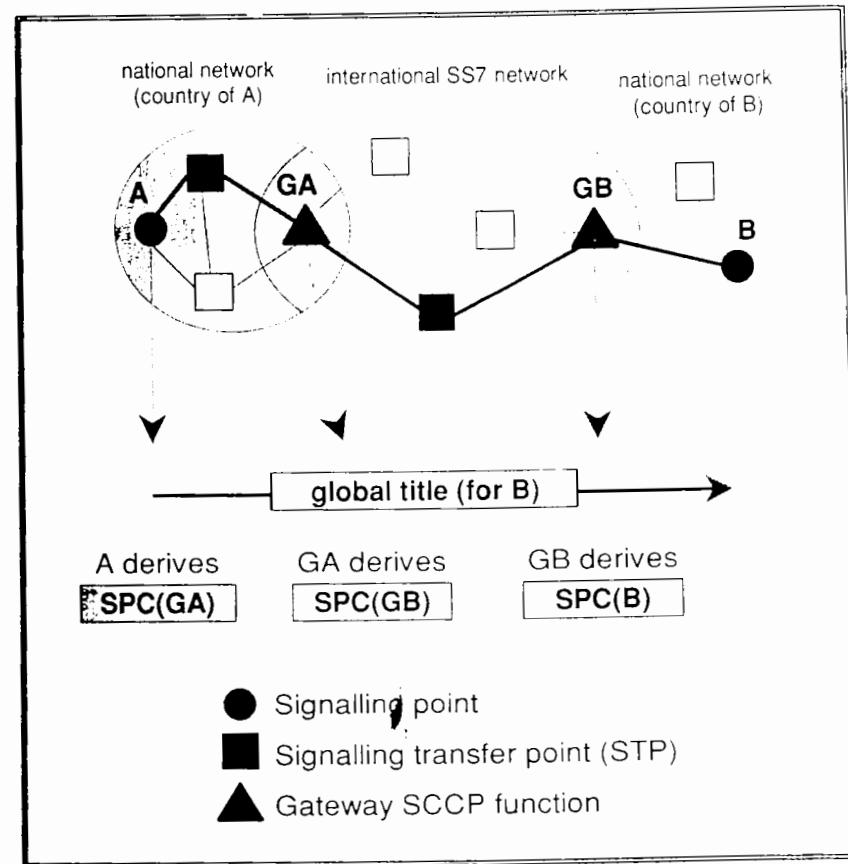 national network
(country of A)
international SS7 network
national network
(country of B)
A
GA
GB
B
global title (for B)
A derives
SPC(GA)
GA derives
SPC(GB)
GB derives
SPC(B)
Signalling point
Signalling transfer point (STP)
Gateway SCCP function